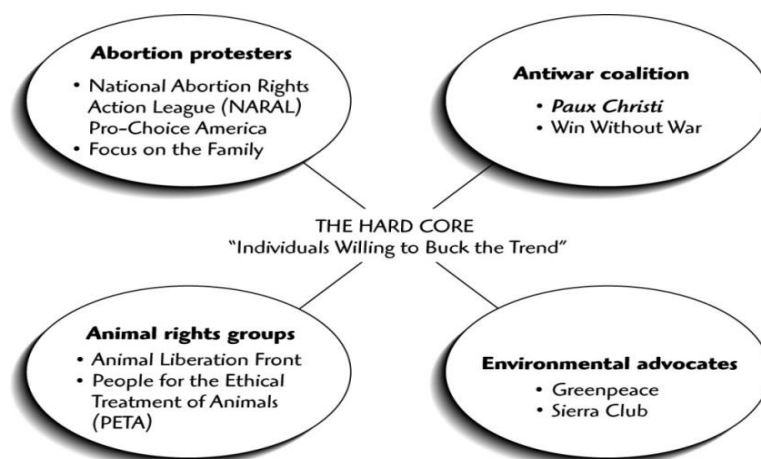 Abortion protesters
• National Abortion Rights
Action League (NARAL)
Pro-Choice America
• Focus on the Family
Antiwar coalition
• Paux Christi
• Win Without War
THE HARD CORE
“Individuals Willing to Buck the Trend”
Animal rights groups
• Animal Liberation Front
• People for the Ethical
Treatment of Animals
(PETA)
Environmental advocates
• Greenpeace
• Sierra Club